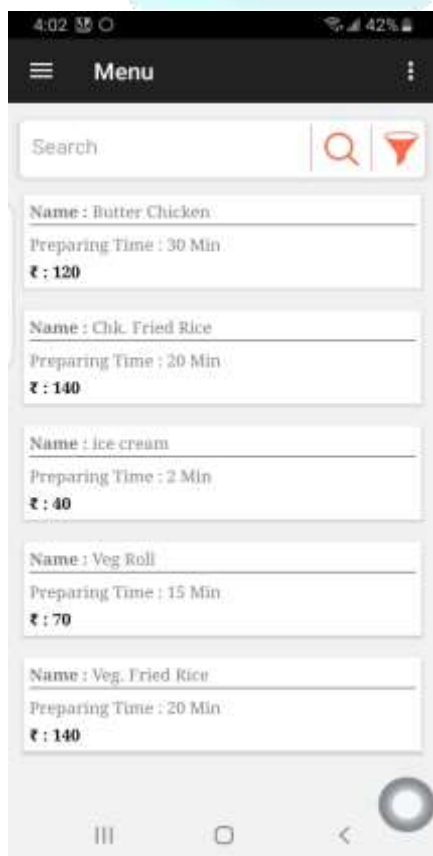 4:02 42%
Menu
Search
Name : Butter Chicken
Preparing Time : 30 Min
₹ : 120
Name : Chk. Fried Rice
Preparing Time : 20 Min
₹ : 140
Name : ice cream
Preparing Time : 2 Min
₹ : 40
Name : Veg Roll
Preparing Time : 15 Min
₹ : 70
Name : Veg. Fried Rice
Preparing Time : 20 Min
₹ : 140